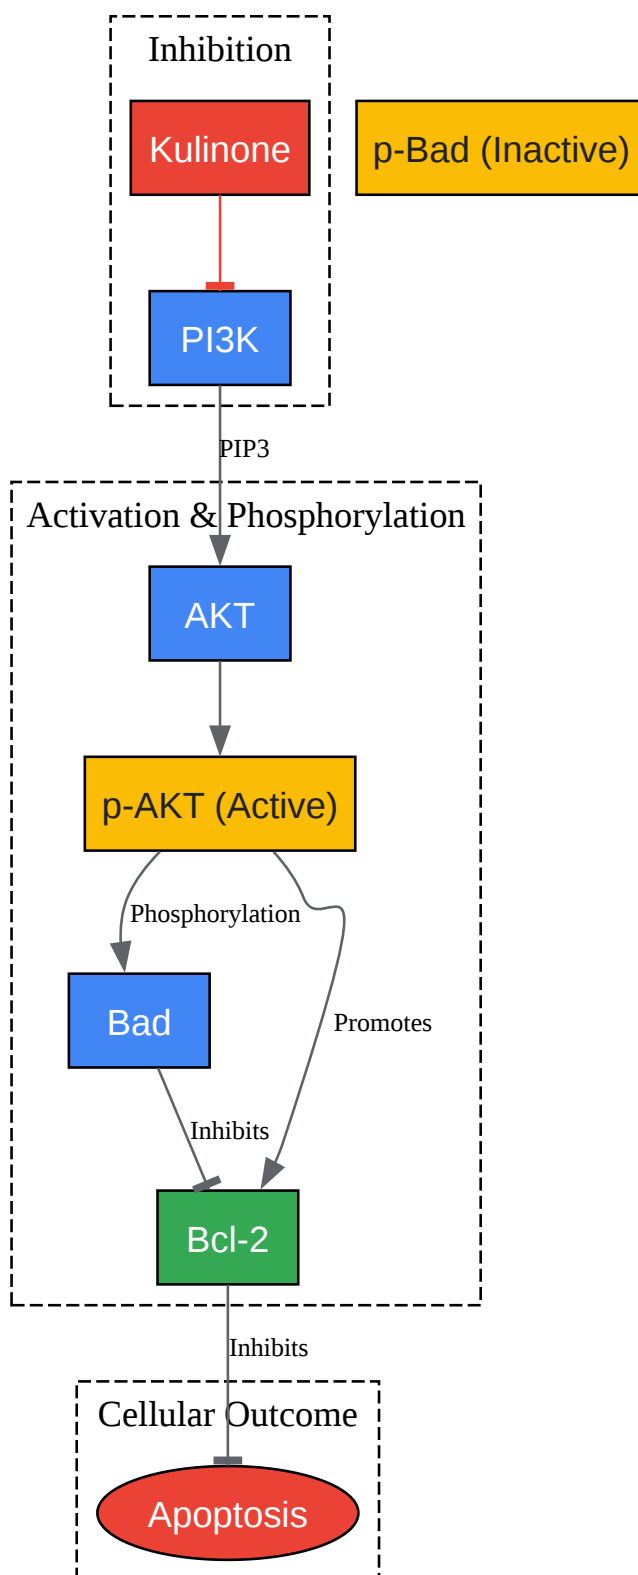 Inhibition
Kulinone
p-Bad (Inactive)
PI3K
PIP3
Activation & Phosphorylation
AKT
p-AKT (Active)
Phosphorylation
Bad
Promotes
Inhibits
Bcl-2
Inhibits
Cellular Outcome
Apoptosis